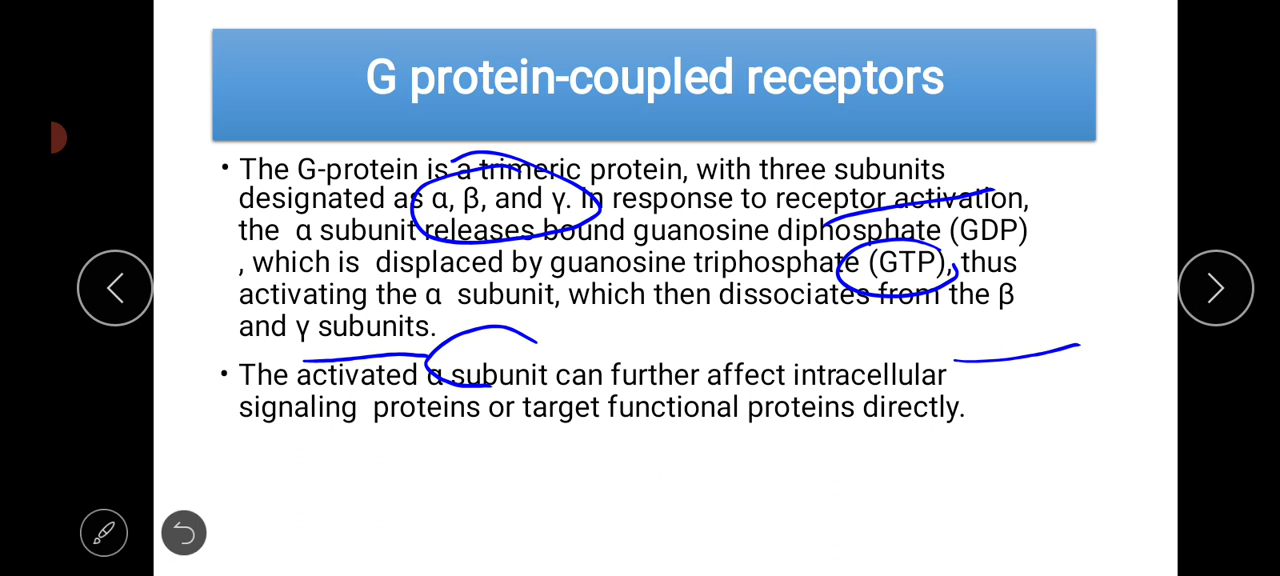 G protein-coupled receptors
• The G-protein is a trimeric protein, with three subunits
designated as α, β, and γ. In response to receptor activation,
the α subunit releases bound guanosine diphosphate (GDP)
, which is displaced by guanosine triphosphate (GTP), thus
activating the α subunit, which then dissociates from the β
and γ subunits.
• The activated α subunit can further affect intracellular
signaling proteins or target functional proteins directly.